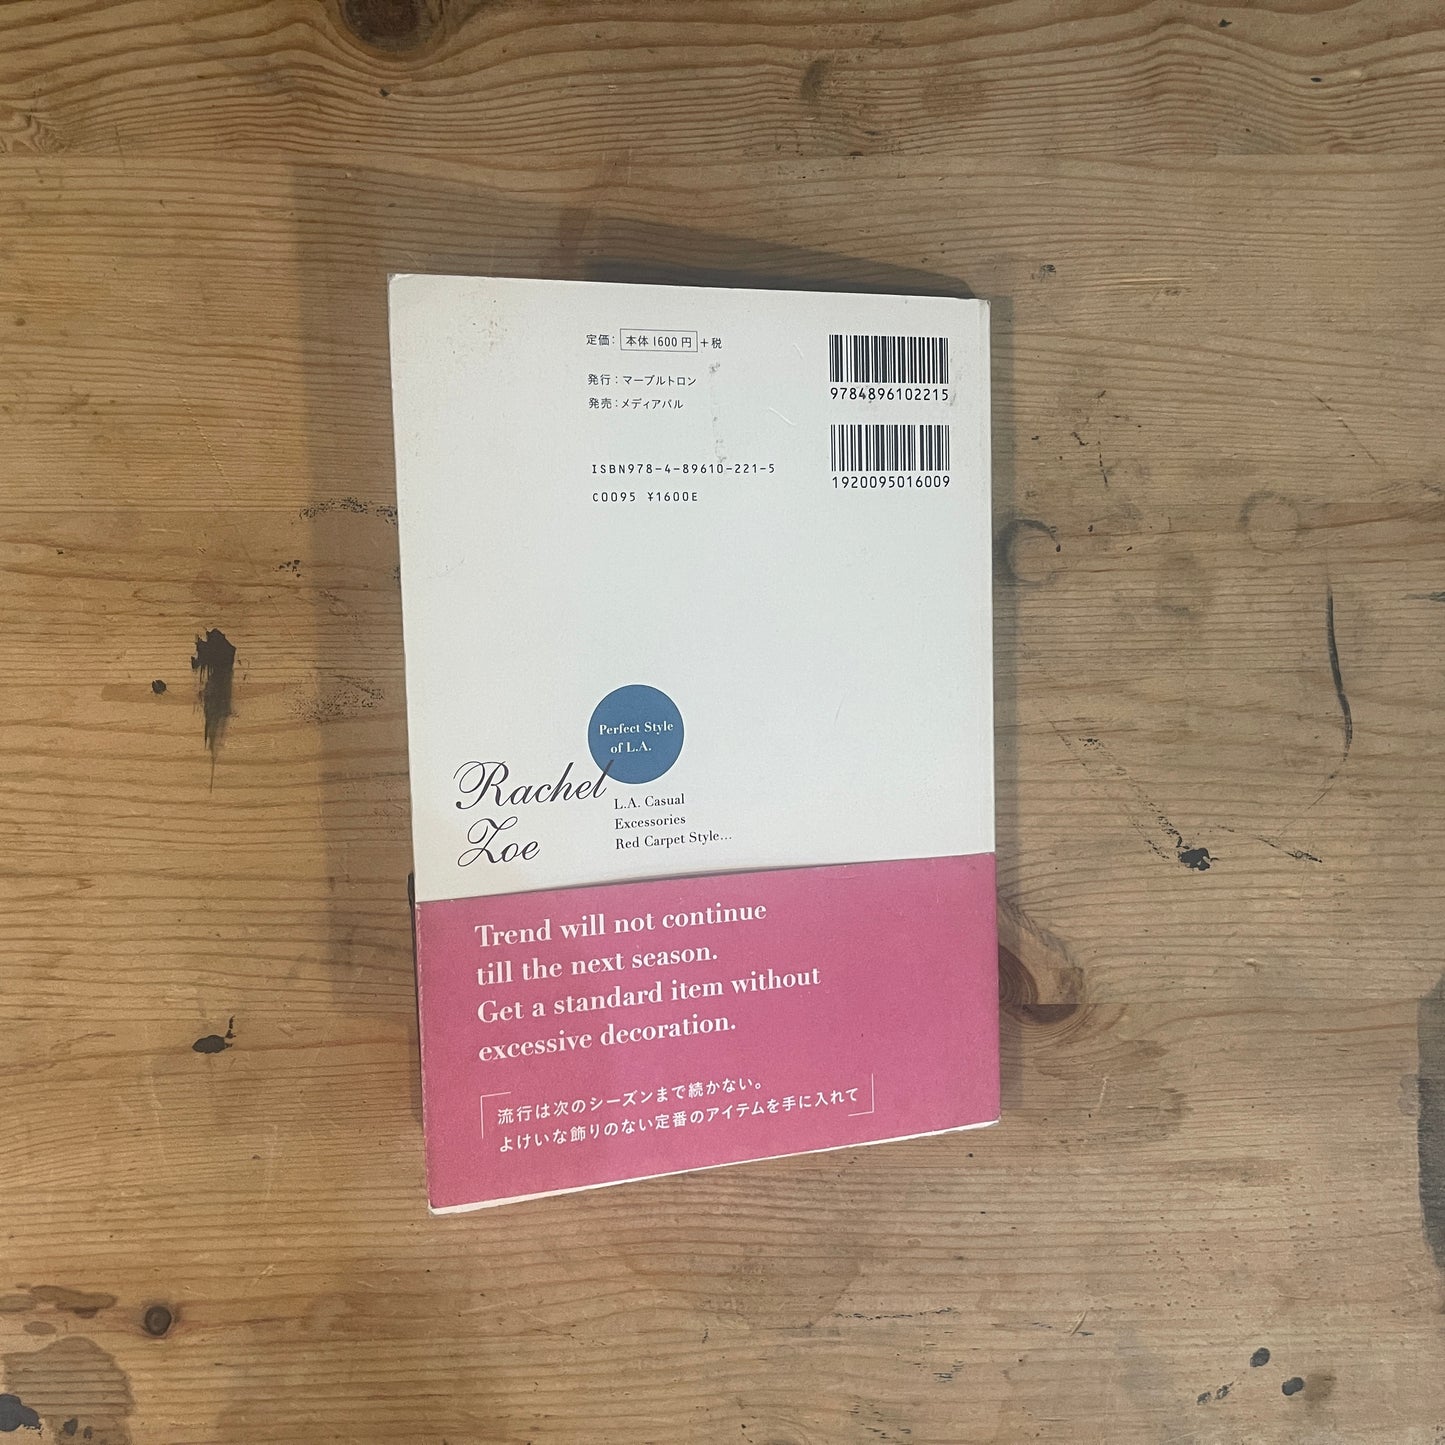 定価：本体1600円+税
発行：マーブルトロン
発売：メディアパル
ISBN978-4-89610-221-5
C0095 ¥1600E
9784896102215
1920095016009
Perfect Style
of L.A.
Rachel
Zoe
L.A. Casual
Excessories
Red Carpet Style…
Trend will not continue
till the next season.
Get a standard item without
excessive decoration.
流行は次のシーズンまで続かない。
よけいな飾りのない定番のアイテムを手に入れて